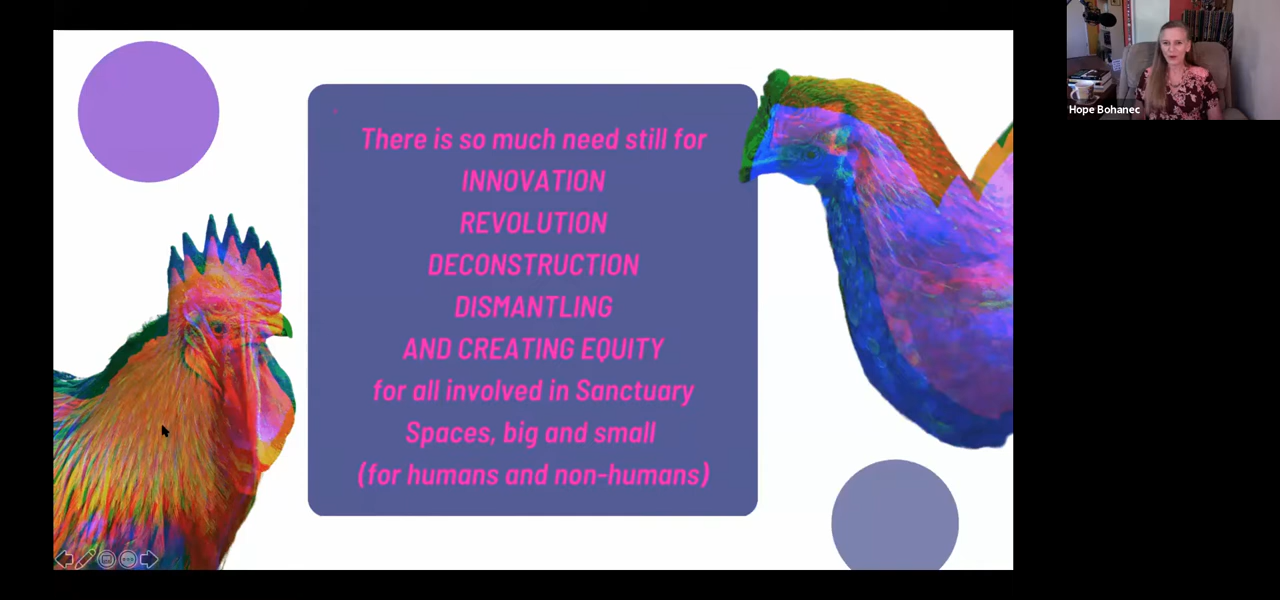 There is so much need still for
INNOVATION
REVOLUTION
DECONSTRUCTION
DISMANTLING
AND CREATING EQUITY
for all involved in Sanctuary
Spaces, big and small
(for humans and non-humans)
Hope Bohanec